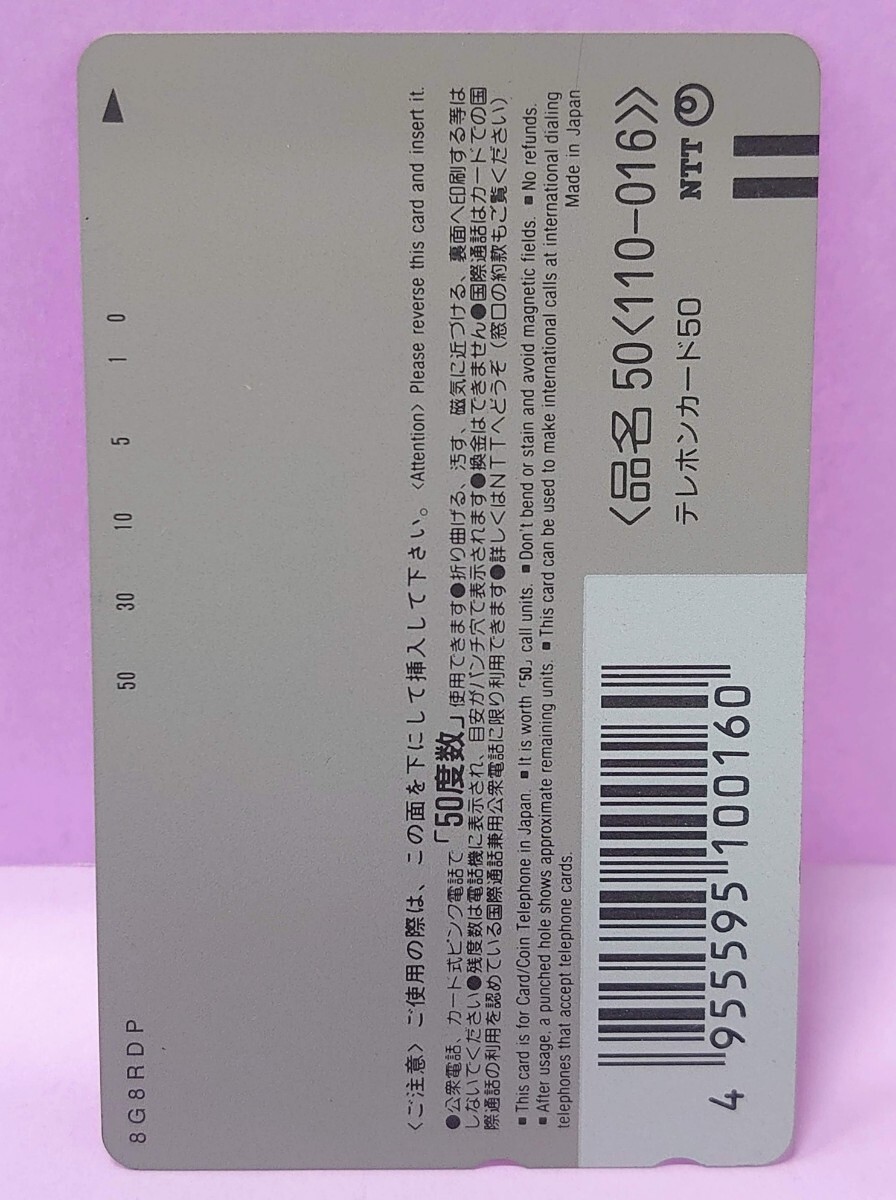 8G8RDP
50 30 10 5 1 0
〈ご注意〉ご使用の際は、この面を下にして挿入して下さい。〈Attention〉Please reverse this card and insert it.
●公衆電話、カード式ピンク電話で「50度数」使用できます●折り曲げる、汚す、磁気に近づける、裏面へ印刷する等は
しないでください●残度数は電話機に表示され、目安がパンチ穴で表示されます●換金はできません●国際通話はカードでの国
際通話の利用を認めている国際通話兼用公衆電話に限り利用できます●詳しくはNTTへどうぞ(窓口の約款もご覧ください)
■This card is for Card/Coin Telephone in Japan. ■It is worth「50」call units. ■Don't bend or stain and avoid magnetic fields. ■No refunds.
■After usage, a punched hole shows approximate remaining units. ■This card can be used to make international calls at international dialing
telephones that accept telephone cards. Made in Japan
〈品名 50〈110-016〉〉
テレホンカード50 NTT
4 955595 100160